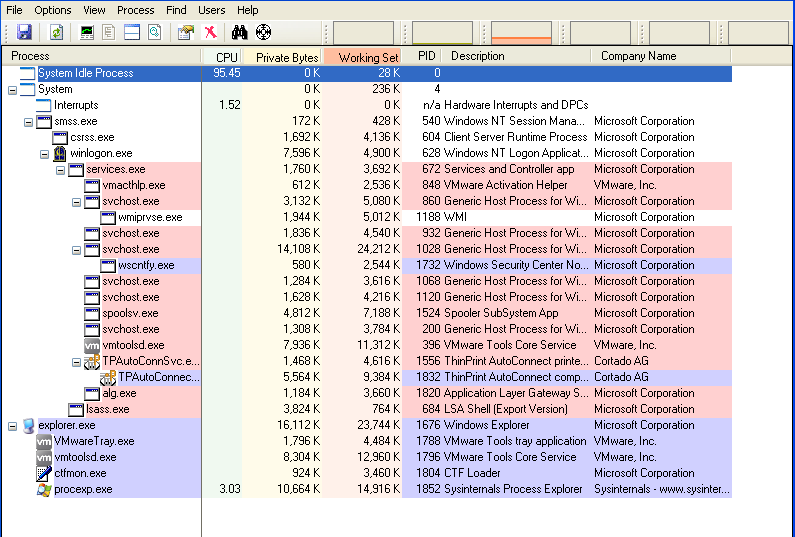 File Options View Process Find Users Help
Process CPU Private Bytes Working Set PID Description Company Name
System Idle Process 95.45 0 K 28 K 0
System 0 K 236 K 4
Interrupts 1.52 0 K 0 K n/a Hardware Interrupts and DPCs
smss.exe 172 K 428 K 540 Windows NT Session Mana... Microsoft Corporation
csrss.exe 1,692 K 4,136 K 604 Client Server Runtime Process Microsoft Corporation
winlogon.exe 7,596 K 4,900 K 628 Windows NT Logon Applicat... Microsoft Corporation
services.exe 1,760 K 3,692 K 672 Services and Controller app Microsoft Corporation
vmacthlp.exe 612 K 2,536 K 848 VMware Activation Helper VMware, Inc.
svchost.exe 3,132 K 5,080 K 860 Generic Host Process for Wi... Microsoft Corporation
wmiprvse.exe 1,944 K 5,012 K 1188 WMI Microsoft Corporation
svchost.exe 1,836 K 4,540 K 932 Generic Host Process for Wi... Microsoft Corporation
svchost.exe 14,108 K 24,212 K 1028 Generic Host Process for Wi... Microsoft Corporation
wscntfy.exe 580 K 2,544 K 1732 Windows Security Center No... Microsoft Corporation
svchost.exe 1,284 K 3,616 K 1068 Generic Host Process for Wi... Microsoft Corporation
svchost.exe 1,628 K 4,216 K 1120 Generic Host Process for Wi... Microsoft Corporation
spoolsv.exe 4,812 K 7,188 K 1524 Spooler SubSystem App Microsoft Corporation
svchost.exe 1,308 K 3,784 K 200 Generic Host Process for Wi... Microsoft Corporation
vmtoolsd.exe 7,936 K 11,312 K 396 VMware Tools Core Service VMware, Inc.
TPAutoConnSvc.e... 1,468 K 4,616 K 1556 ThinPrint AutoConnect printe... Cortado AG
TPAutoConnec... 5,564 K 9,384 K 1832 ThinPrint AutoConnect comp... Cortado AG
alg.exe 1,184 K 3,660 K 1820 Application Layer Gateway S... Microsoft Corporation
lsass.exe 3,824 K 764 K 684 LSA Shell (Export Version) Microsoft Corporation
explorer.exe 16,112 K 23,744 K 1676 Windows Explorer Microsoft Corporation
VMwareTray.exe 1,796 K 4,484 K 1788 VMware Tools tray application VMware, Inc.
vmtoolsd.exe 8,304 K 12,960 K 1796 VMware Tools Core Service VMware, Inc.
ctfmon.exe 924 K 3,460 K 1804 CTF Loader Microsoft Corporation
procexp.exe 3.03 10,664 K 14,916 K 1852 Sysinternals Process Explorer Sysinternals - www.sysinter...